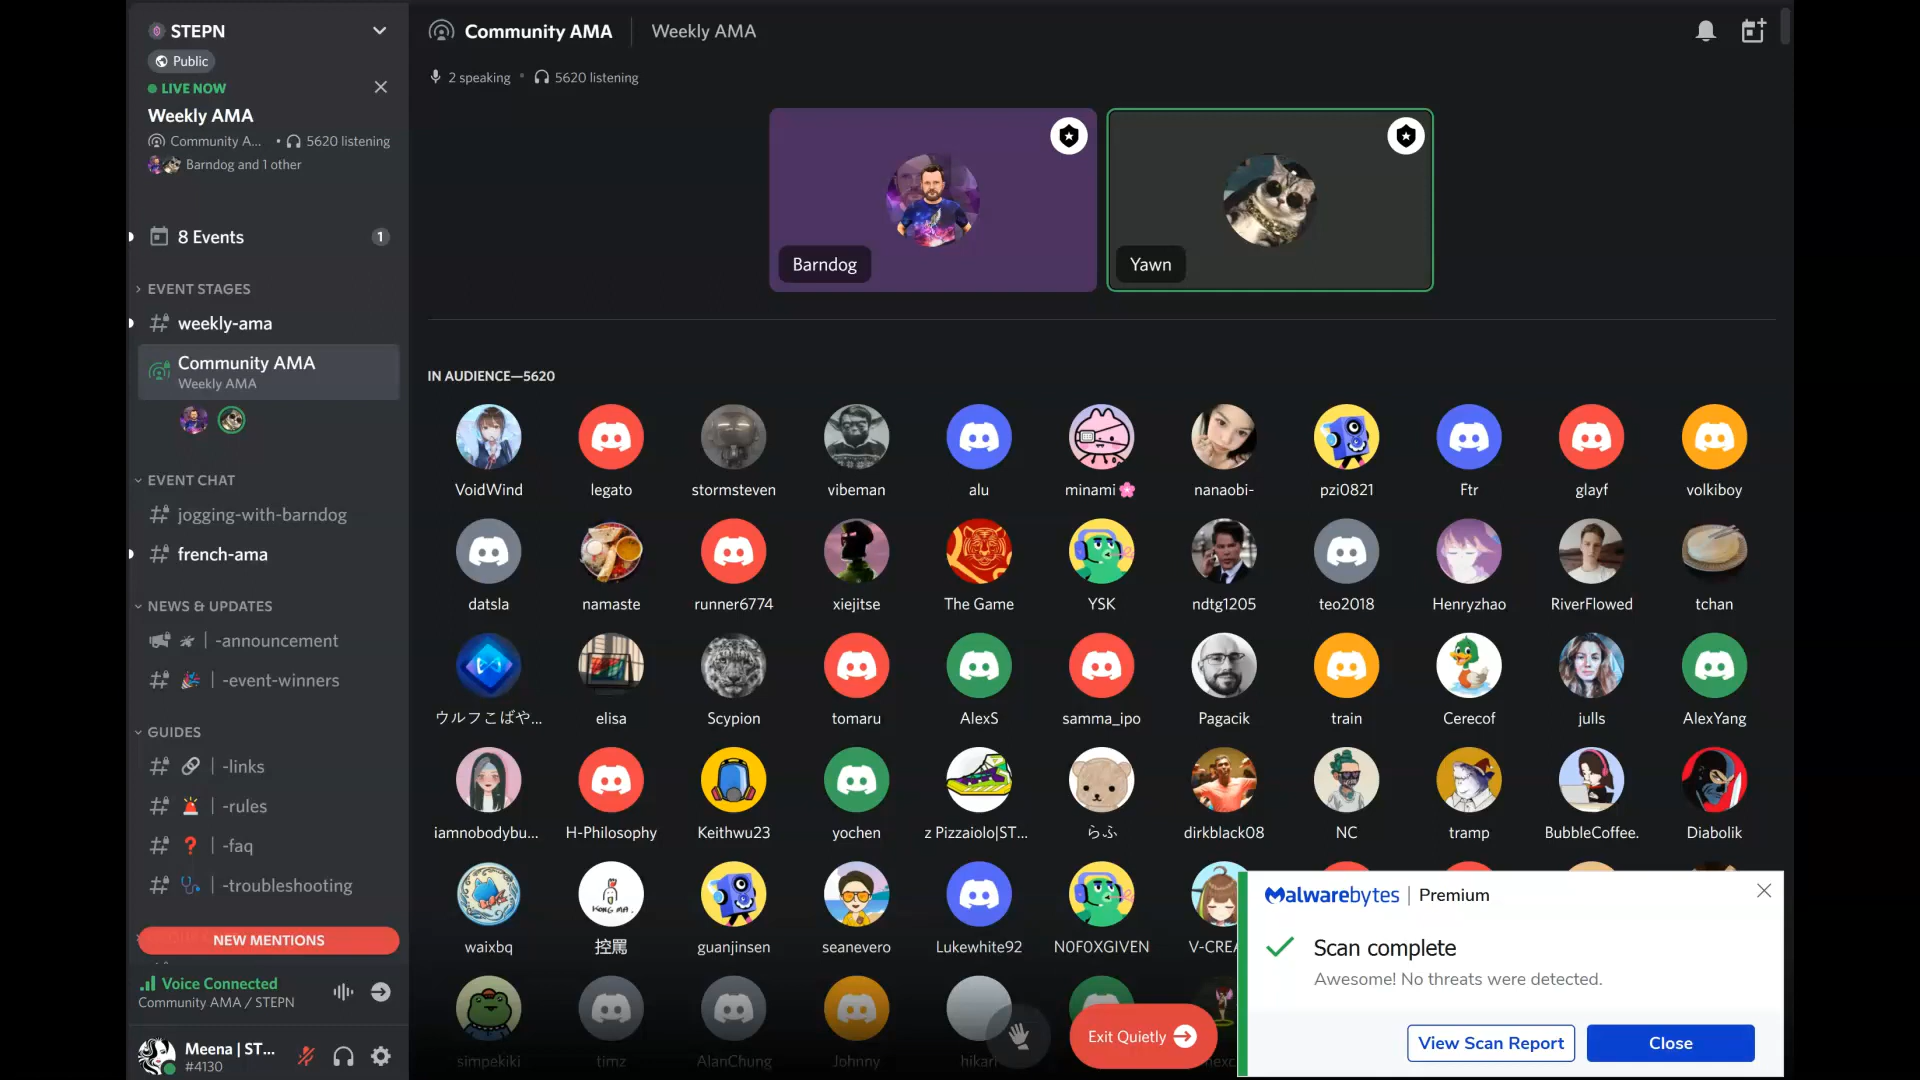 STEPN
Public
LIVE NOW
Weekly AMA
Community A... • 5620 listening
Barndog and 1 other
8 Events 1
EVENT STAGES
weekly-ama
Community AMA
Weekly AMA
EVENT CHAT
jogging-with-barndog
french-ama
NEWS & UPDATES
| -announcement
| -event-winners
GUIDES
| -links
| -rules
| -faq
| -troubleshooting
NEW MENTIONS
Voice Connected
Community AMA / STEPN
Meena | ST...
#4130
Community AMA Weekly AMA
2 speaking • 5620 listening
Barndog
Yawn
IN AUDIENCE—5620
VoidWind legato stormsteven vibeman alu minami🌸 nanaobi- pzi0821 Ftr glayf volkiboy
datsla namaste runner6774 xiejitse The Game YSK ndtg1205 teo2018 Henryzhao RiverFlowed tchan
ウルフこばや... elisa Scypion tomaru AlexS samma_ipo Pagacik train Cerecof julls AlexYang
iamnobodybu... H-Philosophy Keithwu23 yochen z Pizzaiolo|ST... らふ dirkblack08 NC tramp BubbleCoffee. Diabolik
KONG MA.
waixbq 控罵 guanjinsen seanevero Lukewhite92 N0F0XGIVEN V-CREA
simpekiki timz AlanChung Johnny hikari
Exit Quietly
Malwarebytes | Premium
Scan complete
Awesome! No threats were detected.
View Scan Report
Close